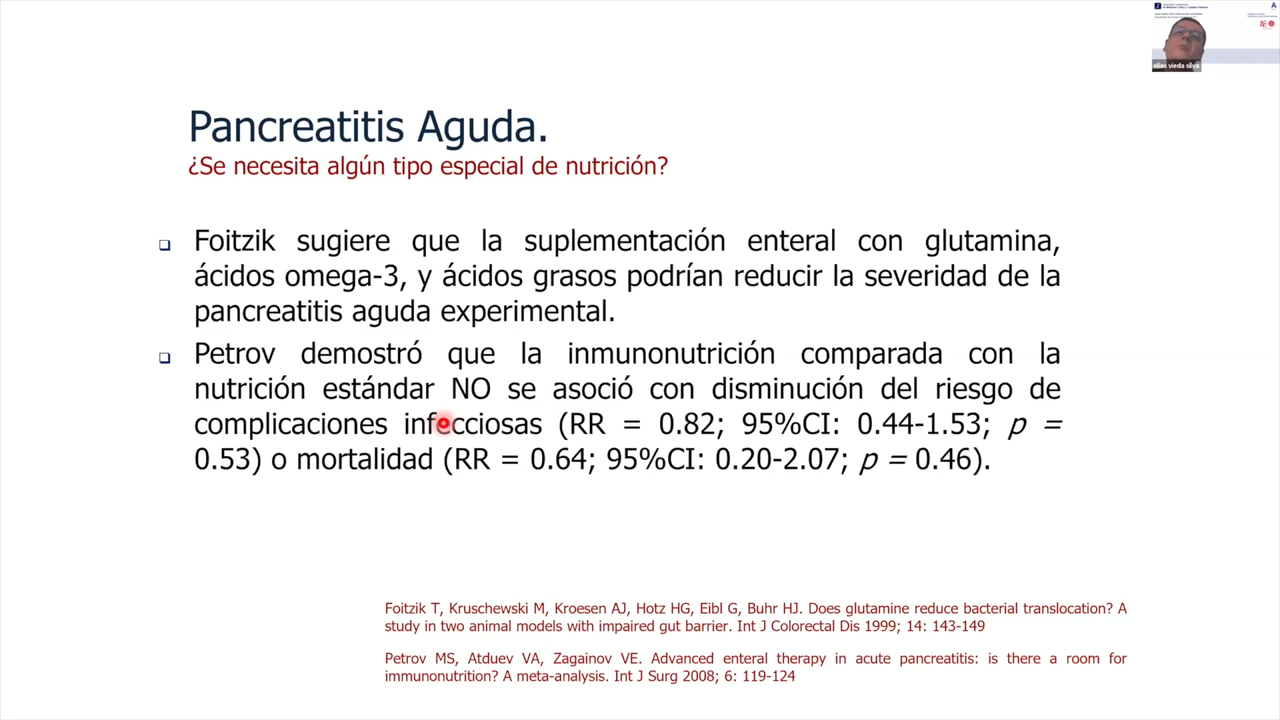 elias vieda silva
Pancreatitis Aguda.
¿Se necesita algún tipo especial de nutrición?
Foitzik sugiere que la suplementación enteral con glutamina,
ácidos omega-3, y ácidos grasos podrían reducir la severidad de la
pancreatitis aguda experimental.
Petrov demostró que la inmunonutrición comparada con la
nutrición estándar NO se asoció con disminución del riesgo de
complicaciones infecciosas (RR = 0.82; 95%CI: 0.44-1.53; p =
0.53) o mortalidad (RR = 0.64; 95%CI: 0.20-2.07; p = 0.46).
Foitzik T, Kruschewski M, Kroesen AJ, Hotz HG, Eibl G, Buhr HJ. Does glutamine reduce bacterial translocation? A
study in two animal models with impaired gut barrier. Int J Colorectal Dis 1999; 14: 143-149
Petrov MS, Atduev VA, Zagainov VE. Advanced enteral therapy in acute pancreatitis: is there a room for
immunonutrition? A meta-analysis. Int J Surg 2008; 6: 119-124